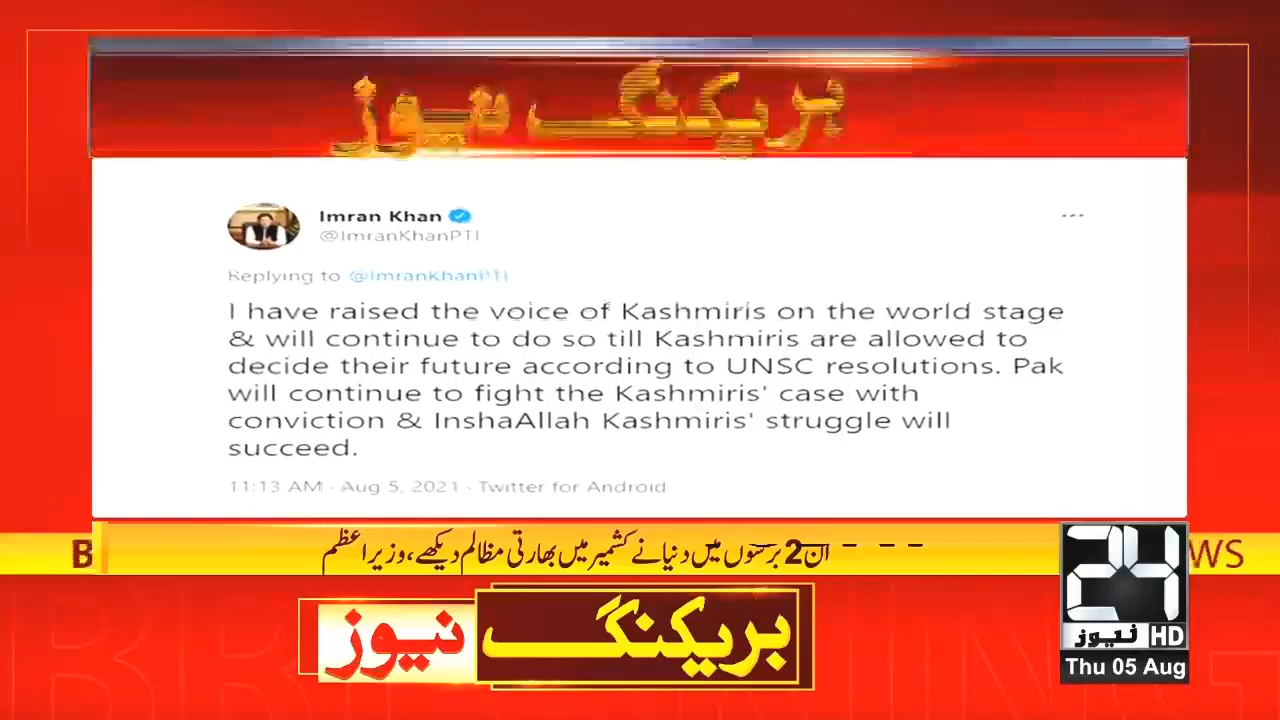 بریکنگ نیوز
Imran Khan
@ImranKhanPTI
Replying to @ImranKhanPTI
I have raised the voice of Kashmiris on the world stage
& will continue to do so till Kashmiris are allowed to
decide their future according to UNSC resolutions. Pak
will continue to fight the Kashmiris' case with
conviction & InshaAllah Kashmiris' struggle will
succeed.
11:13 AM · Aug 5, 2021 · Twitter for Android
ان 2 برسوں میں دنیا نے کشمیر میں بھارتی مظالم دیکھے، وزیراعظم
بریکنگ نیوز
24
نیوز HD
Thu 05 Aug